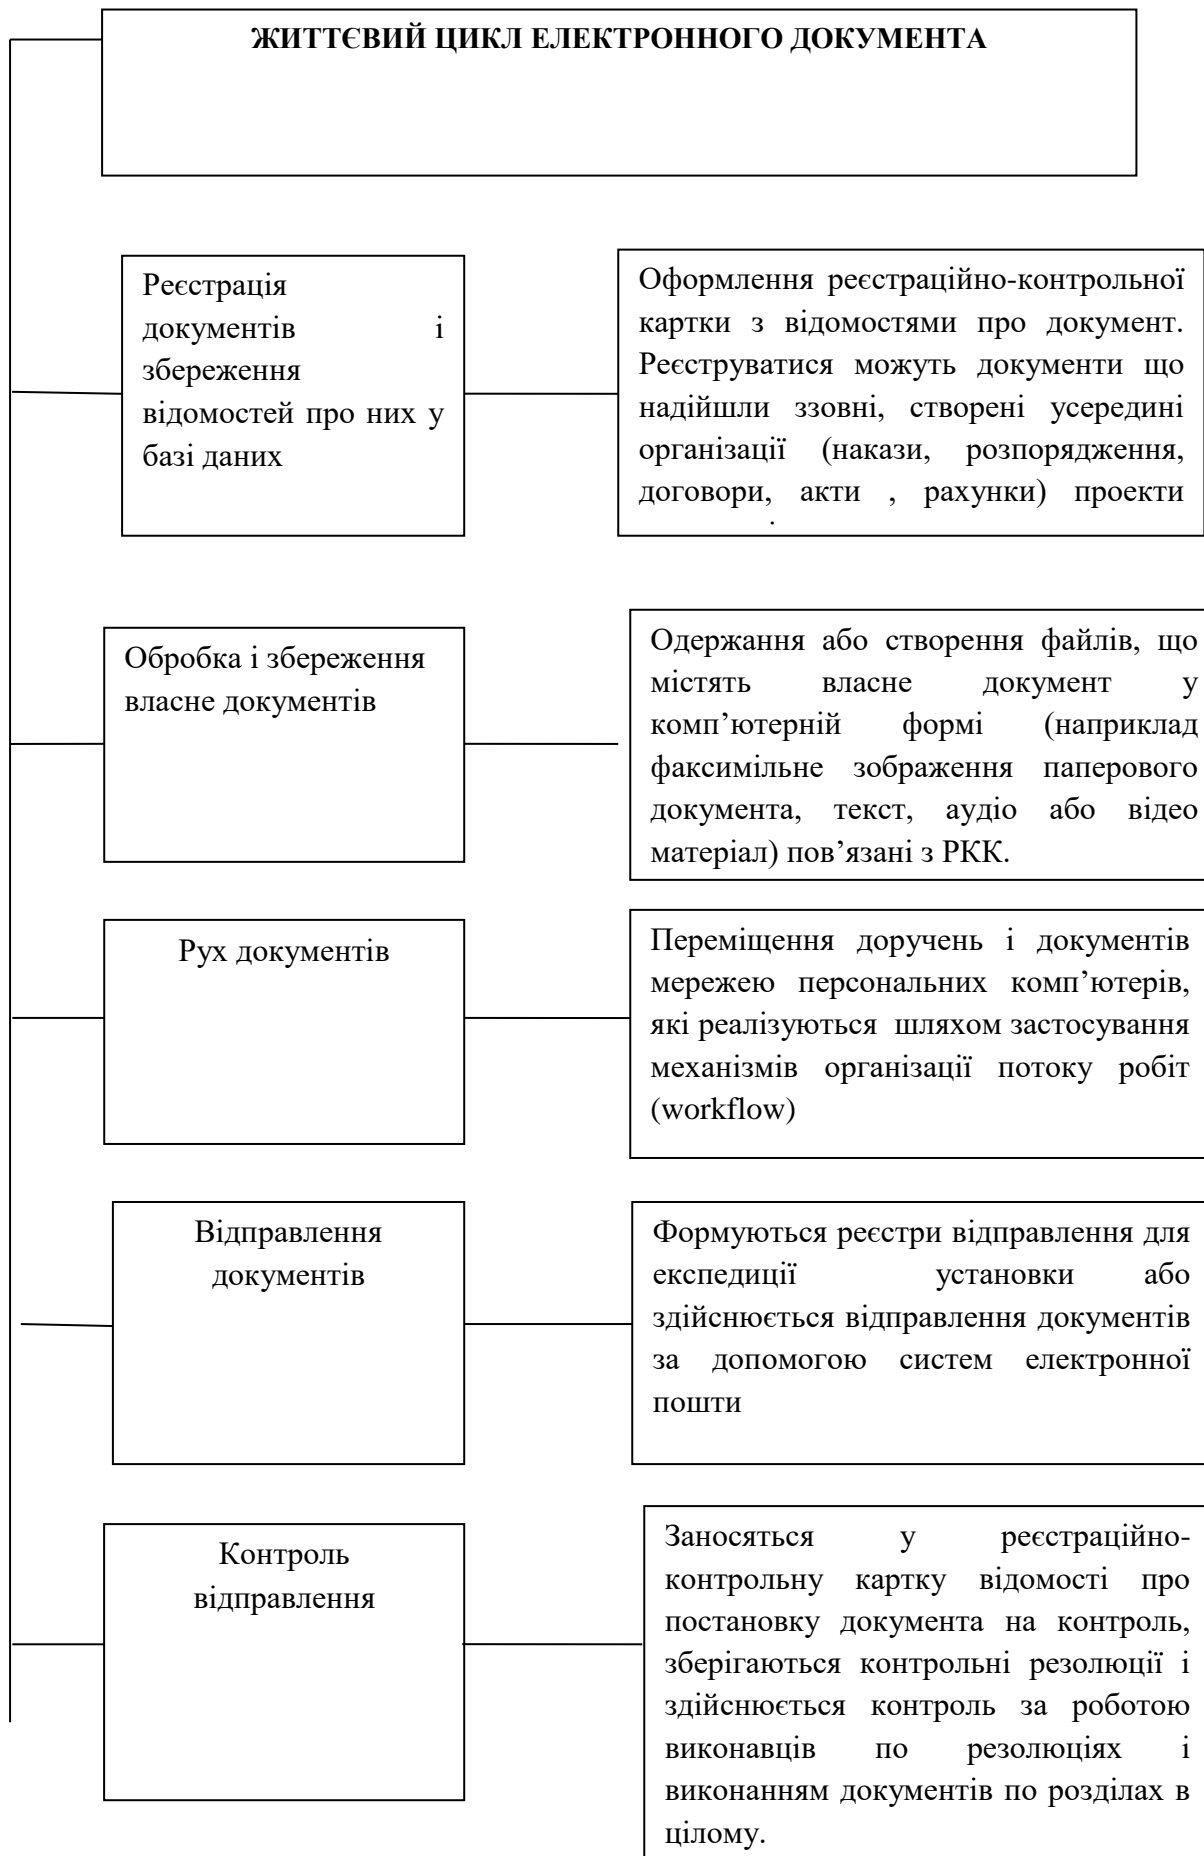 ЖИТТЄВИЙ ЦИКЛ ЕЛЕКТРОННОГО ДОКУМЕНТА
Реєстрація
документів і
збереження
відомостей про них у
базі даних
Оформлення реєстраційно-контрольної
картки з відомостями про документ.
Реєструватися можуть документи що
надійшли ззовні, створені усередині
організації (накази, розпорядження,
договори, акти , рахунки) проекти
Обробка і збереження
власне документів
Одержання або створення файлів, що
містять власне документ у
комп’ютерній формі (наприклад
факсимільне зображення паперового
документа, текст, аудіо або відео
матеріал) пов’язані з РКК.
Рух документів
Переміщення доручень і документів
мережею персональних комп’ютерів,
які реалізуються шляхом застосування
механізмів організації потоку робіт
(workflow)
Відправлення
документів
Формуються реєстри відправлення для
експедиції установки або
здійснюється відправлення документів
за допомогою систем електронної
пошти
Контроль
відправлення
Заносяться у реєстраційно-
контрольну картку відомості про
постановку документа на контроль,
зберігаються контрольні резолюції і
здійснюється контроль за роботою
виконавців по резолюціях і
виконанням документів по розділах в
цілому.